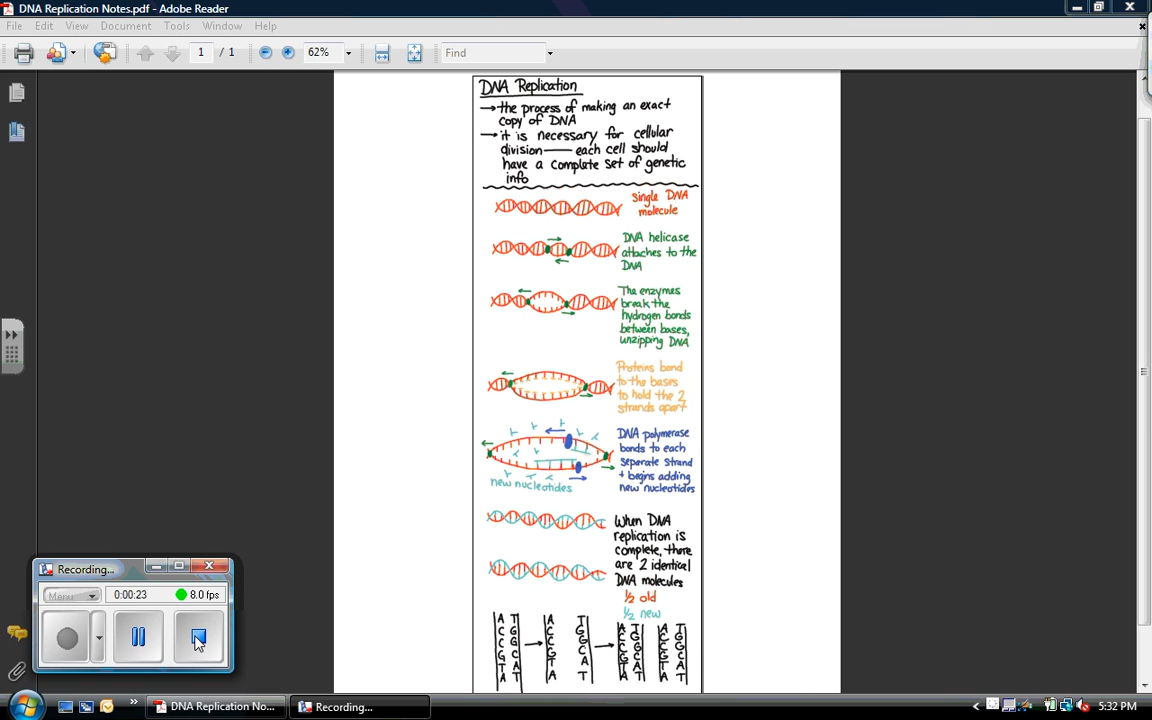 DNA Replication Notes.pdf - Adobe Reader
File Edit View Document Tools Window Help
1 / 1 62% Find
DNA Replication
→ the process of making an exact
copy of DNA
→ it is necessary for cellular
division — each cell should
have a complete set of genetic
info
single DNA
molecule
DNA helicase
attaches to the
DNA
The enzymes
break the
hydrogen bonds
between bases,
unzipping DNA
Proteins bond
to the bases
to hold the 2
strands apart
DNA polymerase
bonds to each
separate strand
+ begins adding
new nucleotides
new nucleotides
When DNA
replication is
complete, there
are 2 identical
DNA molecules
1/2 old
1/2 new
A T A T A T A T
C G C G C G C G
C G C G C G C G
G C G C G C G C
T A T A T A T A
A T A T A T A T
Recording...
Menu 0:00:23 8.0 fps
DNA Replication No... Recording... 5:32 PM